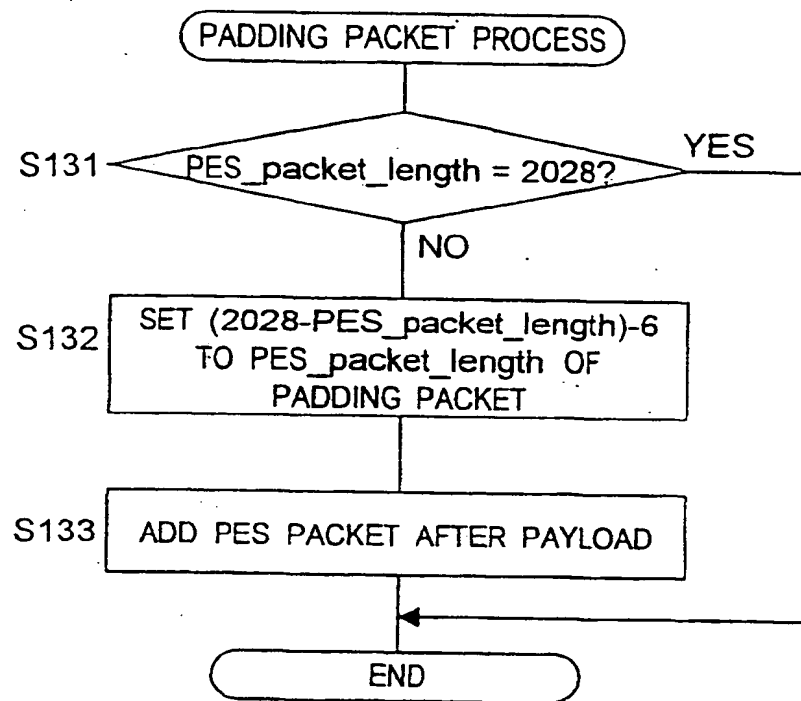 PADDING PACKET PROCESS
S131
PES_packet_length = 2028?
YES
NO
S132
SET (2028-PES_packet_length)-6
TO PES_packet_length OF
PADDING PACKET
S133
ADD PES PACKET AFTER PAYLOAD
END